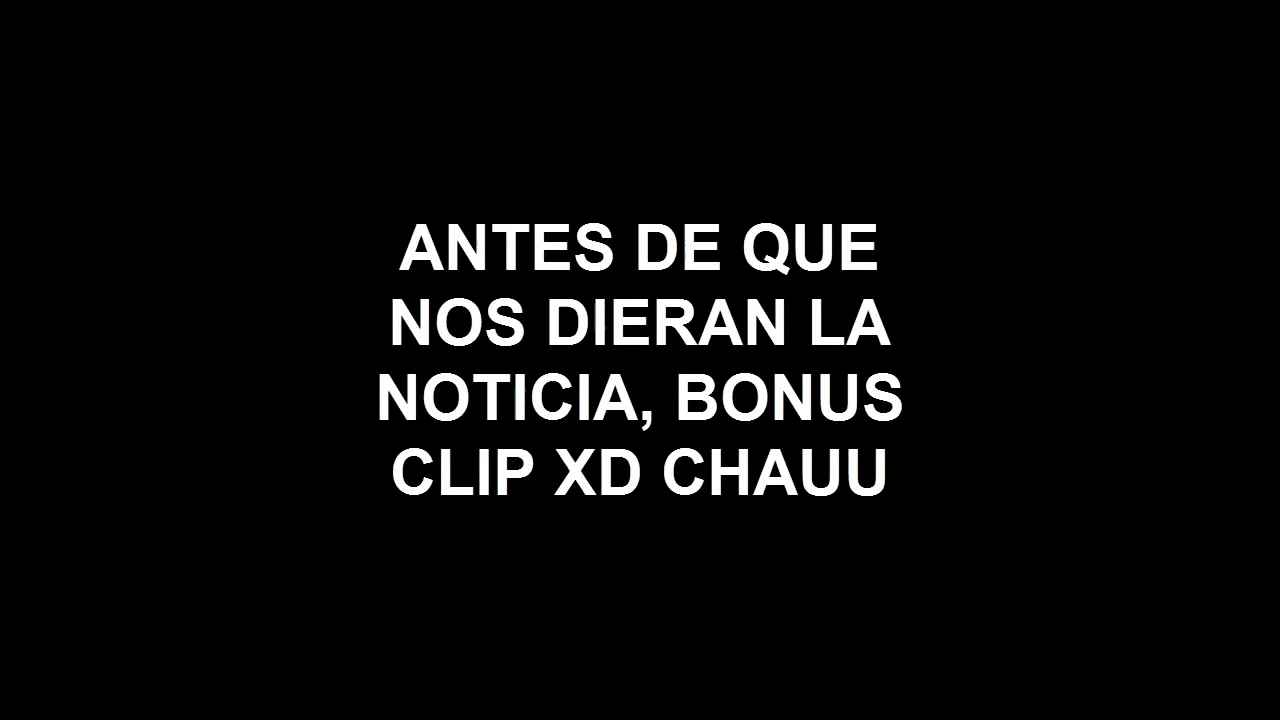 ANTES DE QUE
NOS DIERAN LA
NOTICIA, BONUS
CLIP XD CHAUU